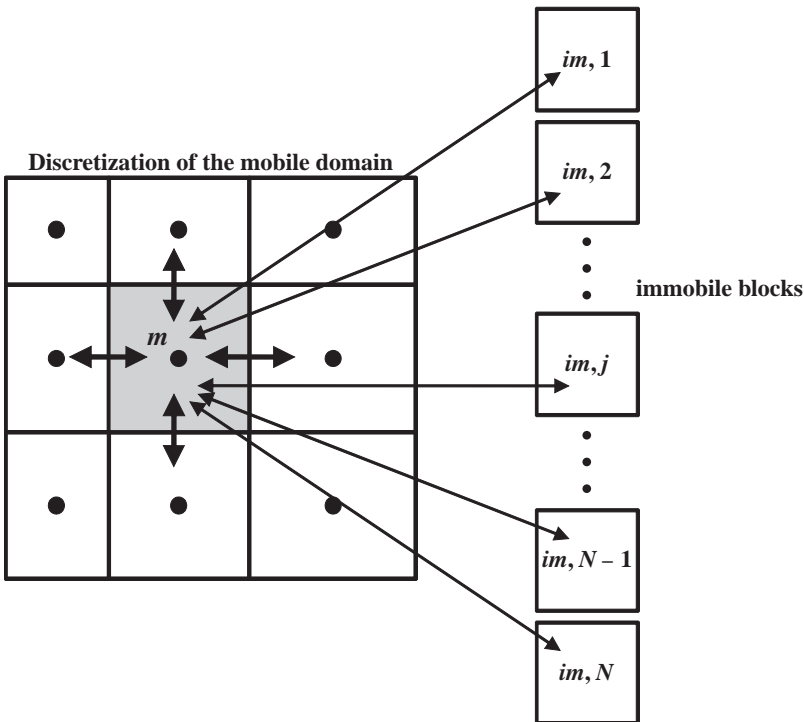 im, 1
Discretization of the mobile domain
im, 2
immobile blocks
m
im, j
im, N – 1
im, N